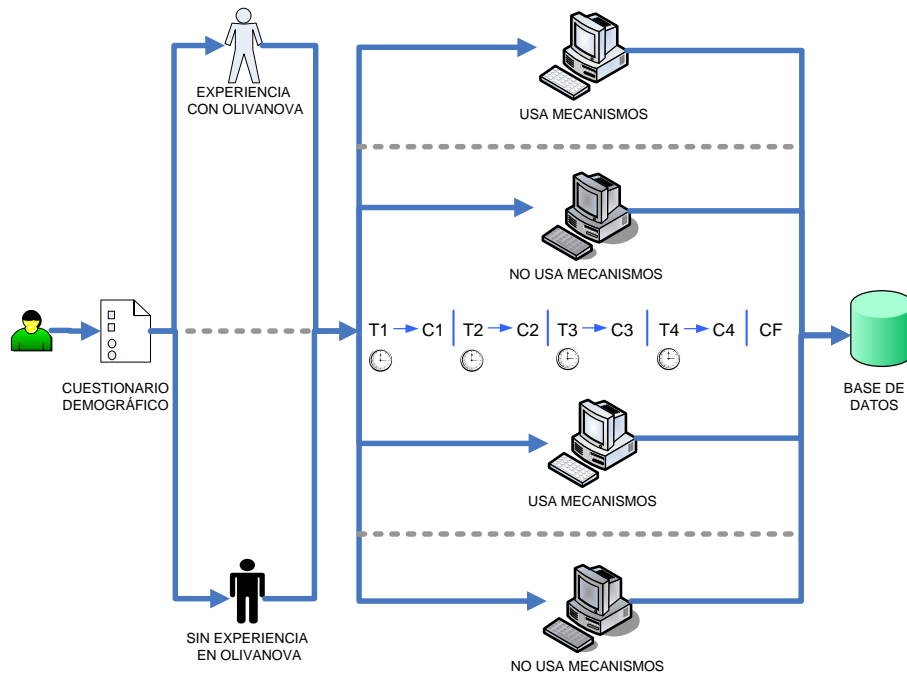 EXPERIENCIA
CON OLIVANOVA
USA MECANISMOS
NO USA MECANISMOS
T1 C1 T2 C2 T3 C3 T4 C4 CF
CUESTIONARIO
DEMOGRÁFICO
BASE DE
DATOS
USA MECANISMOS
SIN EXPERIENCIA
EN OLIVANOVA
NO USA MECANISMOS